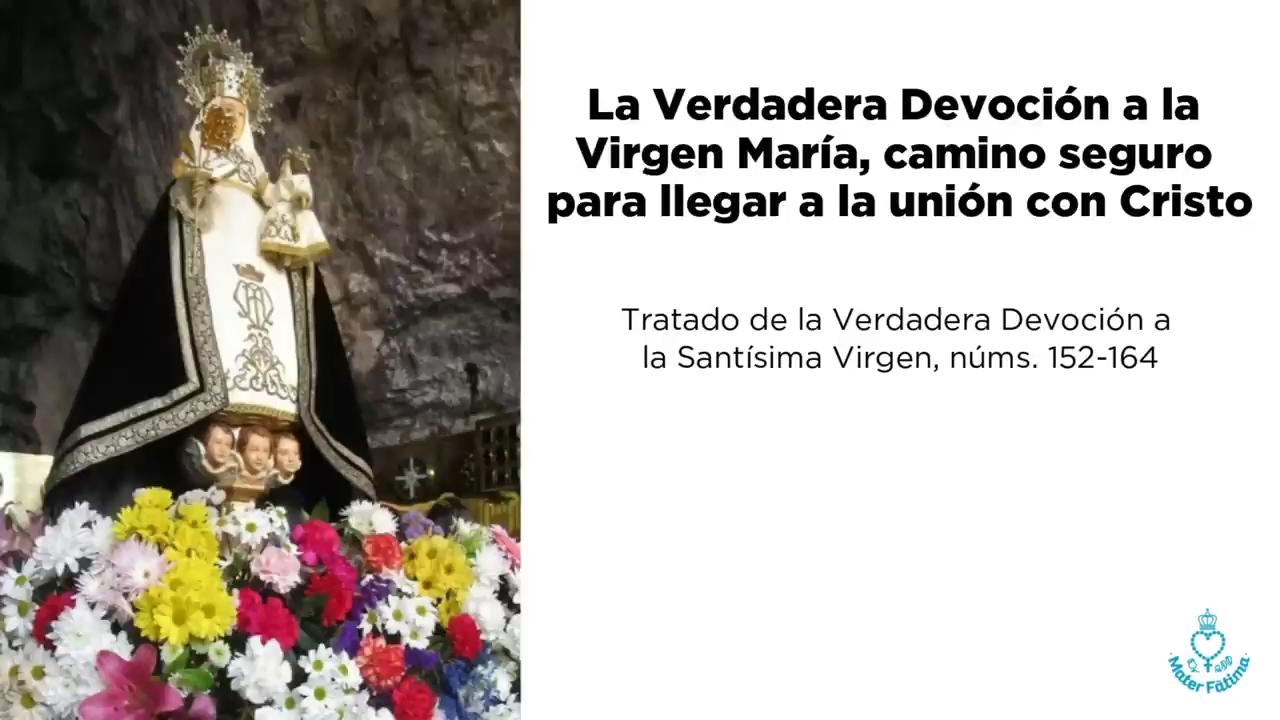 La Verdadera Devoción a la
Virgen María, camino seguro
para llegar a la unión con Cristo
Tratado de la Verdadera Devoción a
la Santísima Virgen, núms. 152-164
Mater Fátima